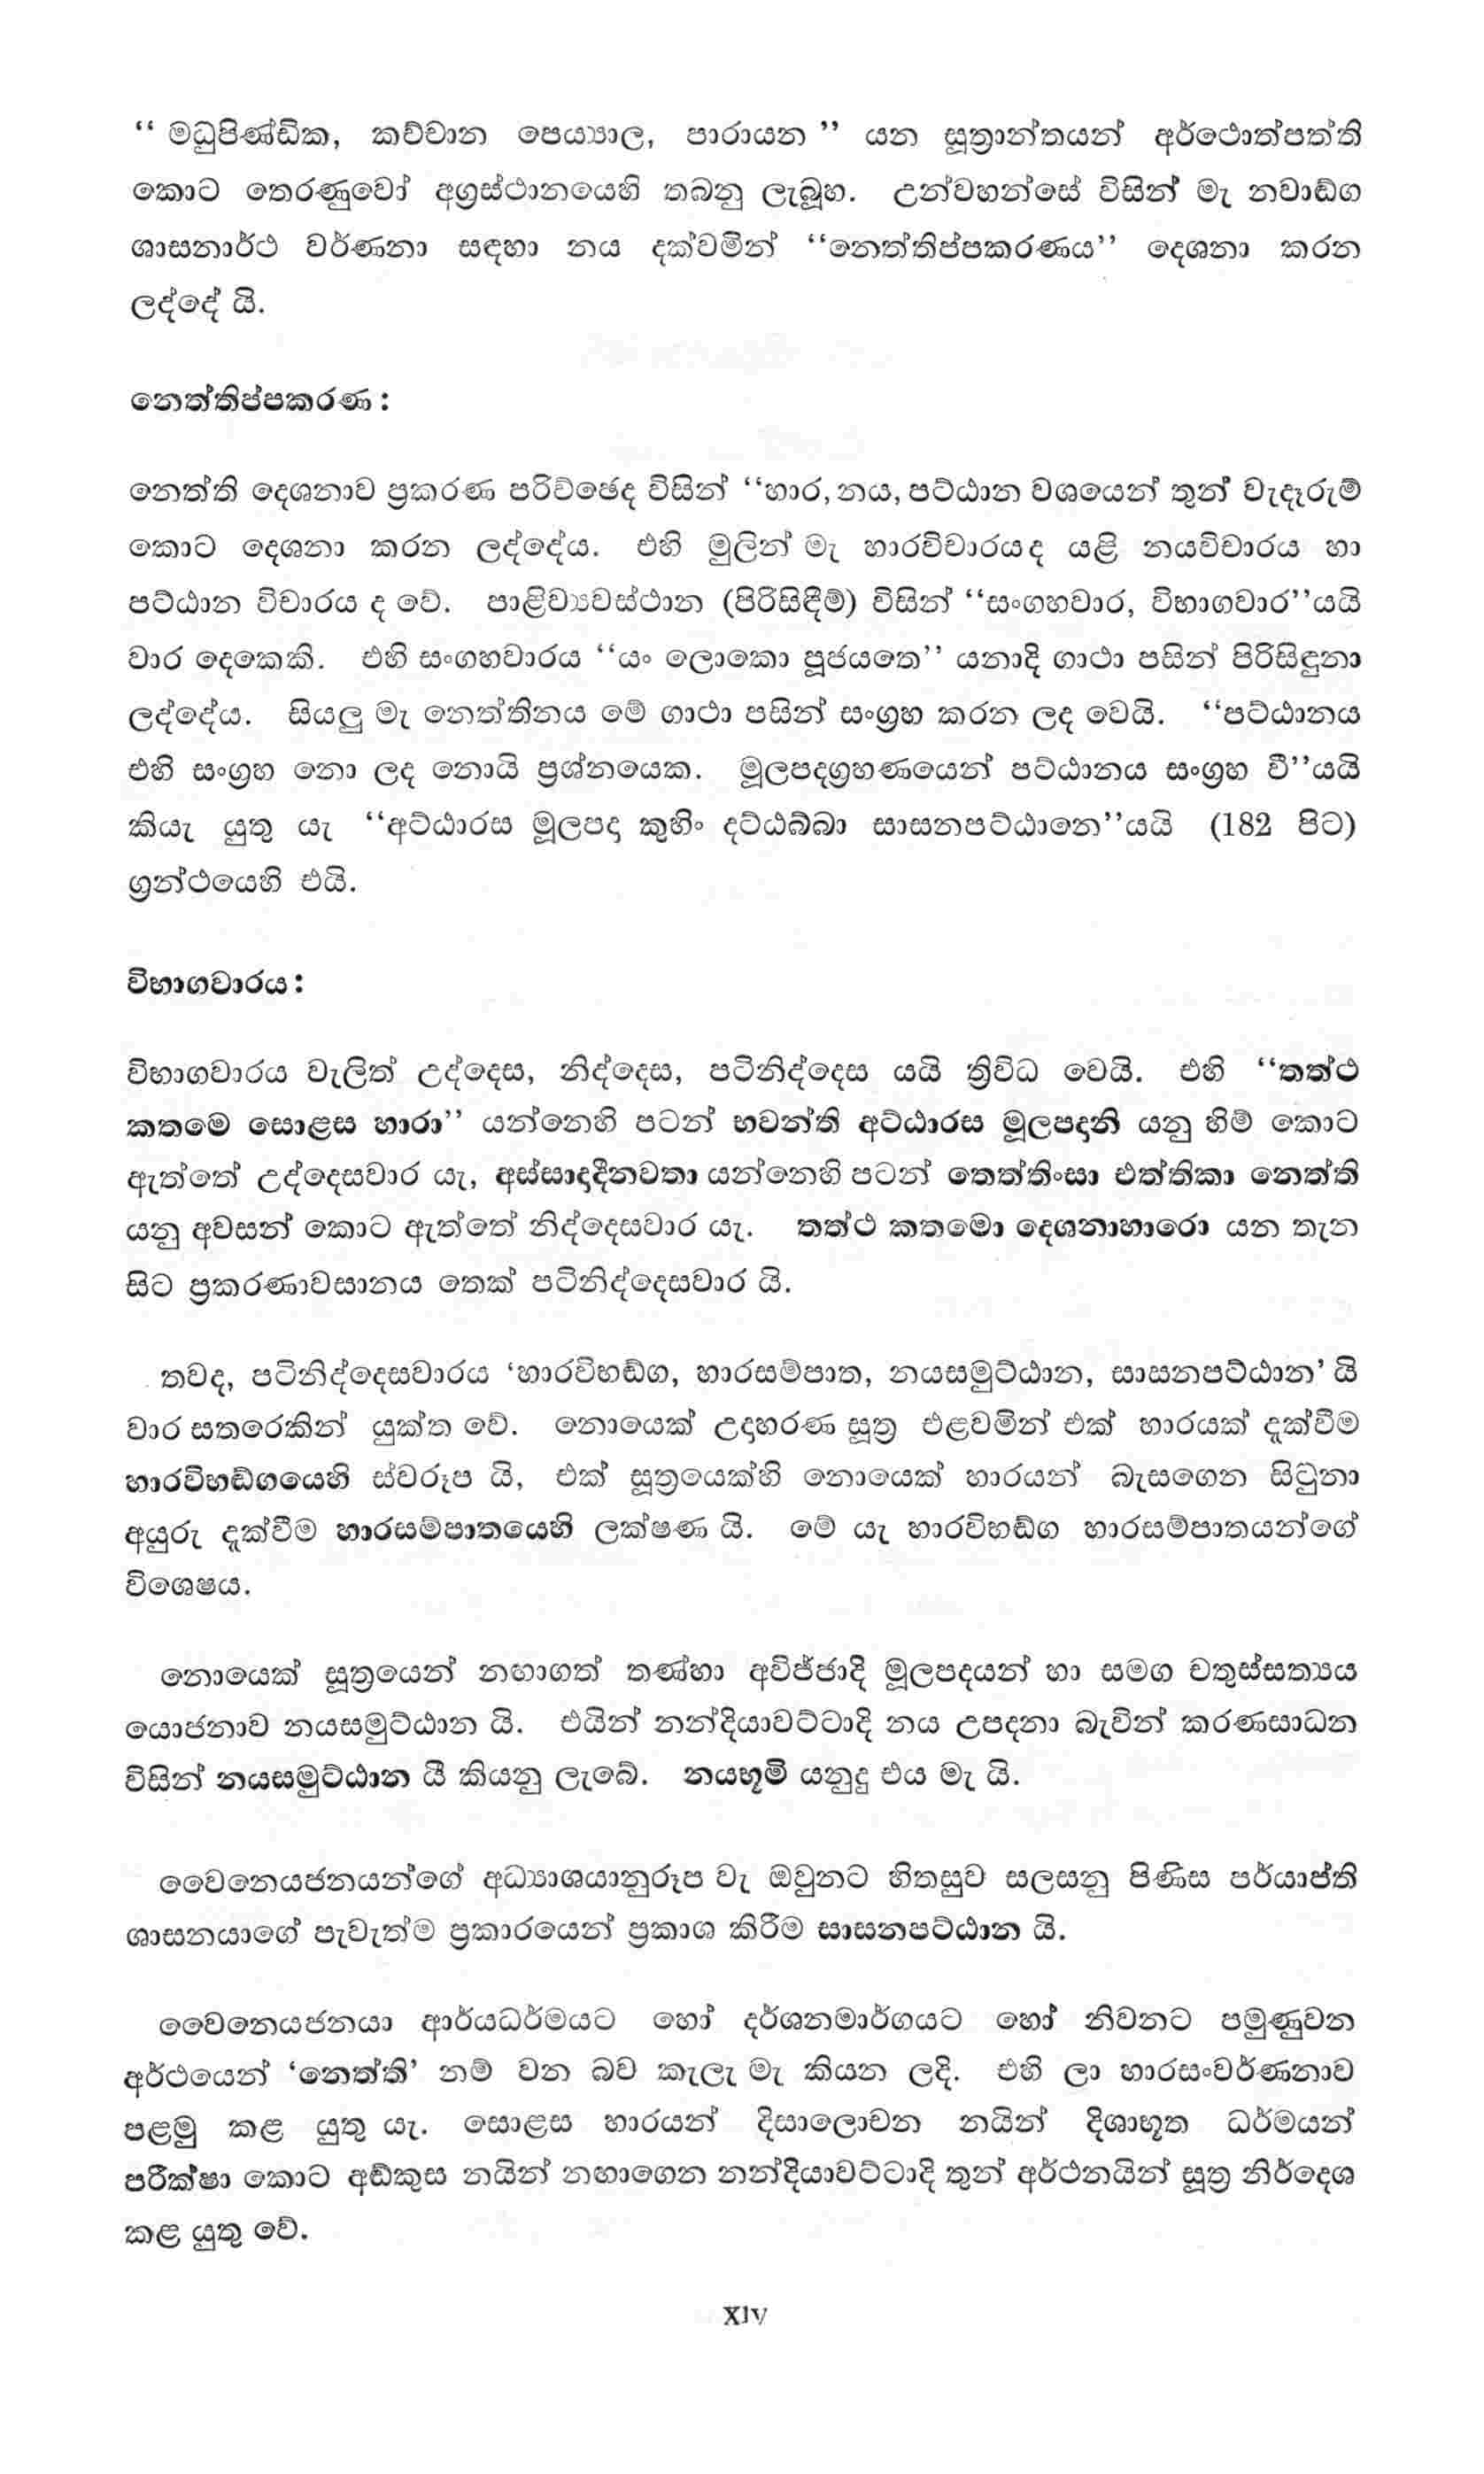 “ මධුපිණ්ඩික, කච්චාන පෙය්‍යාල, පාරායන ” යන සූත්‍රාන්තයන් අර්ථොත්පත්ති
කොට තෙරණුවෝ අග්‍රස්ථානයෙහි තබනු ලැබූහ. උන්වහන්සේ විසින් මැ නවාඞ්ග
ශාසනාර්ථ වර්ණනා සඳහා නය දක්වමින් “නෙත්තිප්පකරණය” දෙශනා කරන
ලද්දේ යි.
නෙත්තිප්පකරණ :
නෙත්ති දෙශනාව ප්‍රකරණ පරිච්ඡෙද විසින් “හාර, නය, පට්ඨාන වශයෙන් තුන් වැදෑරුම්
කොට දෙශනා කරන ලද්දේය. එහි මුලින් මැ හාරවිචාරයද යළි නයවිචාරය හා
පට්ඨාන විචාරය ද වේ. පාළිව්‍යවස්ථාන (පිරිසිඳීම්) විසින් “සංගහවාර, විභාගවාර”යයි
වාර දෙකෙකි. එහි සංගහවාරය “යං ලොකො පූජයතෙ” යනාදි ගාථා පසින් පිරිසිඳුනා
ලද්දේය. සියලු මැ නෙත්තිනය මේ ගාථා පසින් සංග්‍රහ කරන ලද වෙයි. “පට්ඨානය
එහි සංග්‍රහ නො ලද නොයි ප්‍රශ්නයෙක. මූලපදග්‍රහණයෙන් පට්ඨානය සංග්‍රහ වී”යයි
කියැ යුතු යැ “අට්ඨාරස මූලපදා කුහිං දට්ඨබ්බා සාසනපට්ඨානෙ”යයි (182 පිට)
ග්‍රන්ථයෙහි එයි.
විභාගවාරය :
විභාගවාරය වැලිත් උද්දෙස, නිද්දෙස, පටිනිද්දෙස යයි ත්‍රිවිධ වෙයි. එහි “තත්ථ
කතමෙ සොළස හාරා” යන්නෙහි පටන් භවන්ති අට්ඨාරස මූලපදානි යනු හිම් කොට
ඇත්තේ උද්දෙසවාර යැ, අස්සාදාදීනවතා යන්නෙහි පටන් තෙත්තිංසා එත්තිකා නෙත්ති
යනු අවසන් කොට ඇත්තේ නිද්දෙසවාර යැ. තත්ථ කතමො දෙශනාහාරො යන තැන
සිට ප්‍රකරණාවසානය තෙක් පටිනිද්දෙසවාර යි.
තවද, පටිනිද්දෙසවාරය ‘හාරවිභඞ්ග, හාරසම්පාත, නයසමුට්ඨාන, සාසනපට්ඨාන’ යි
වාර සතරෙකින් යුක්ත වේ. නොයෙක් උදාහරණ සූත්‍ර එළවමින් එක් හාරයක් දැක්වීම
හාරවිභඞ්ගයෙහි ස්වරූප යි, එක් සූත්‍රයෙක්හි නොයෙක් හාරයන් බැසගෙන සිටුනා
අයුරු දැක්වීම හාරසම්පාතයෙහි ලක්ෂණ යි. මේ යැ හාරවිභඞ්ග හාරසම්පාතයන්ගේ
විශෙෂය.
නොයෙක් සූත්‍රයෙන් නඟාගත් තණ්හා අවිජ්ජාදි මූලපදයන් හා සමග චතුස්සත්‍යය
යොජනාව නයසමුට්ඨාන යි. එයින් නන්දියාවට්ටාදි නය උපදනා බැවින් කරණසාධන
විසින් නයසමුට්ඨාන යී කියනු ලැබේ. නයභූමි යනුදු එය මැ යි.
වෛනෙයජනයන්ගේ අධ්‍යාශයානුරූප වැ ඔවුනට හිතසුව සලසනු පිණිස පර්යාප්ති
ශාසනයාගේ පැවැත්ම ප්‍රකාරයෙන් ප්‍රකාශ කිරීම සාසනපට්ඨාන යි.
වෛනෙයජනයා ආර්යධර්මයට හෝ දර්ශනමාර්ගයට හෝ නිවනට පමුණුවන
අර්ථයෙන් ‘නෙත්ති’ නම් වන බව කැලැ මැ කියන ලදි. එහි ලා හාරසංවර්ණනාව
පළමු කළ යුතු යැ. සොළස හාරයන් දිසාලොචන නයින් දිශාභූත ධර්මයන්
පරීක්ෂා කොට අඞ්කුස නයින් නඟාගෙන නන්දියාවට්ටාදි තුන් අර්ථනයින් සූත්‍ර නිර්දෙශ
කළ යුතු වේ.
xiv